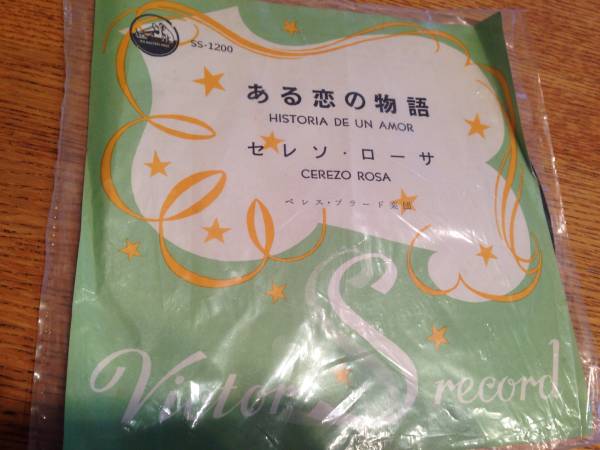 SS-1200
ある恋の物語
HISTORIA DE UN AMOR
セレソ・ローサ
CEREZO ROSA
ペレス・プラード楽団
Victor S record